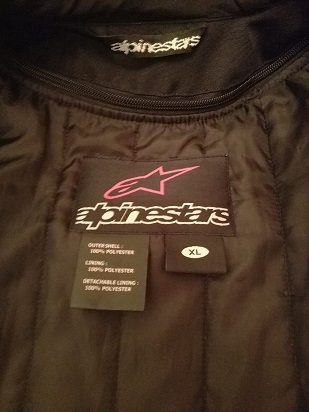 alpinestars
alpinestars
OUTER SHELL :
100% POLYESTER
XL
LINING :
100% POLYESTER
DETACHABLE LINING :
100% POLYESTER